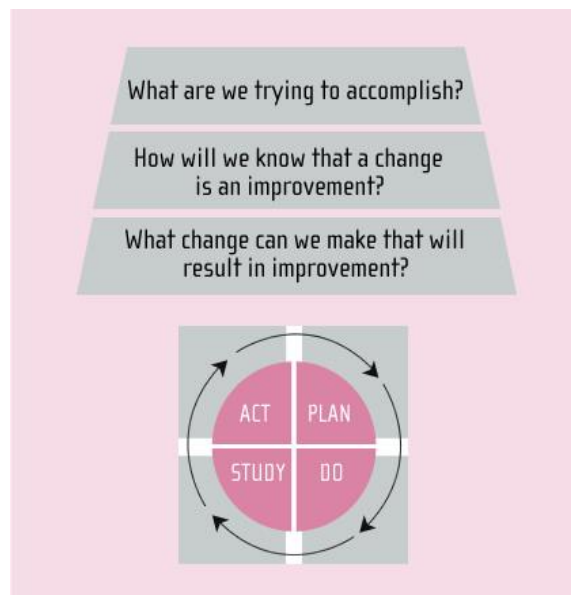 What are we trying to accomplish?
How will we know that a change
is an improvement?
What change can we make that will
result in improvement?
ACT PLAN
STUDY DO